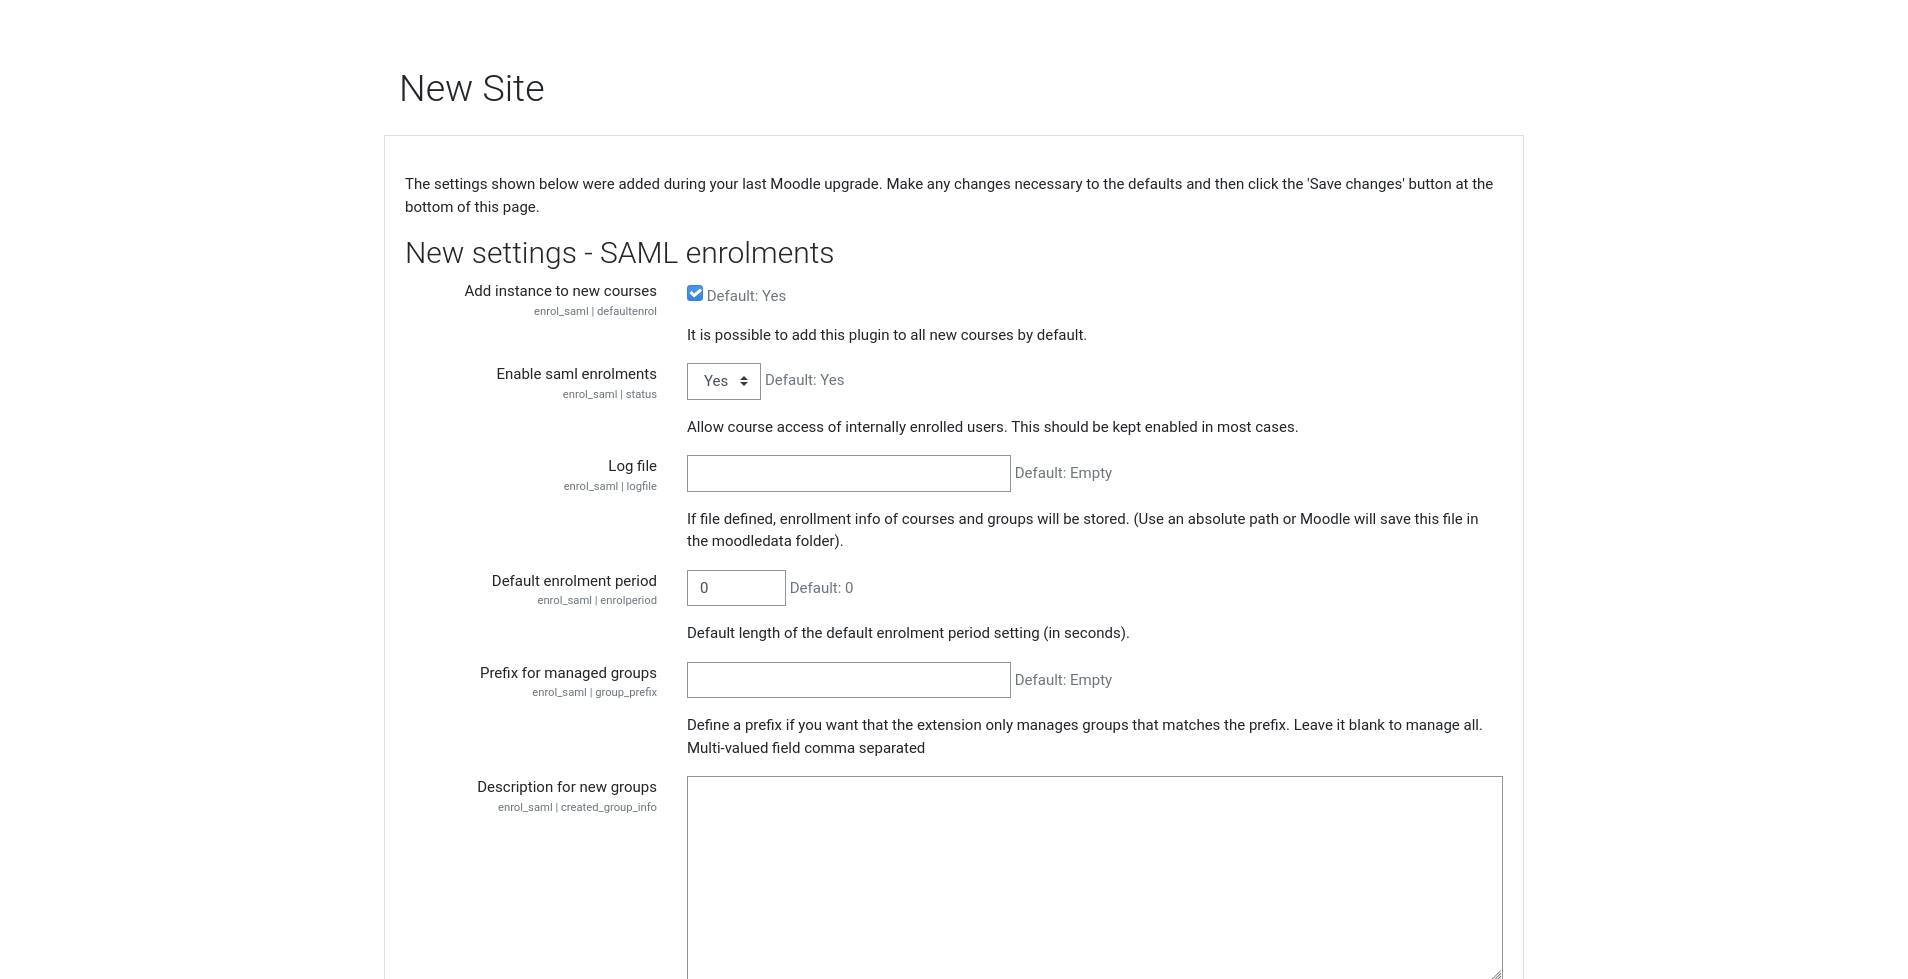 New Site
The settings shown below were added during your last Moodle upgrade. Make any changes necessary to the defaults and then click the 'Save changes' button at the
bottom of this page.
New settings - SAML enrolments
Add instance to new courses
enrol_saml | defaultenrol
Default: Yes
It is possible to add this plugin to all new courses by default.
Enable saml enrolments
enrol_saml | status
Yes Default: Yes
Allow course access of internally enrolled users. This should be kept enabled in most cases.
Log file
enrol_saml | logfile
Default: Empty
If file defined, enrollment info of courses and groups will be stored. (Use an absolute path or Moodle will save this file in
the moodledata folder).
Default enrolment period
enrol_saml | enrolperiod
0 Default: 0
Default length of the default enrolment period setting (in seconds).
Prefix for managed groups
enrol_saml | group_prefix
Default: Empty
Define a prefix if you want that the extension only manages groups that matches the prefix. Leave it blank to manage all.
Multi-valued field comma separated
Description for new groups
enrol_saml | created_group_info